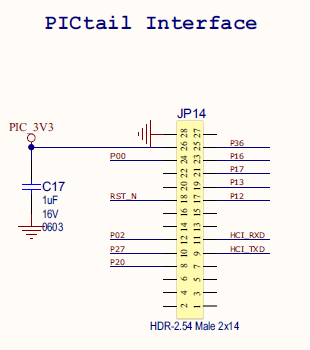 PICtail Interface
JP14
PIC_3V3
28 27
26 25 P36
P00 24 23 P16
22 21 P17
20 19 P13
RST_N 18 17 P12
16 15
14 13
P02 12 11 HCI_RXD
P27 10 9 HCI_TXD
P20 8 7
6 5
4 3
2 1
C17
1uF
16V
0603
HDR-2.54 Male 2x14